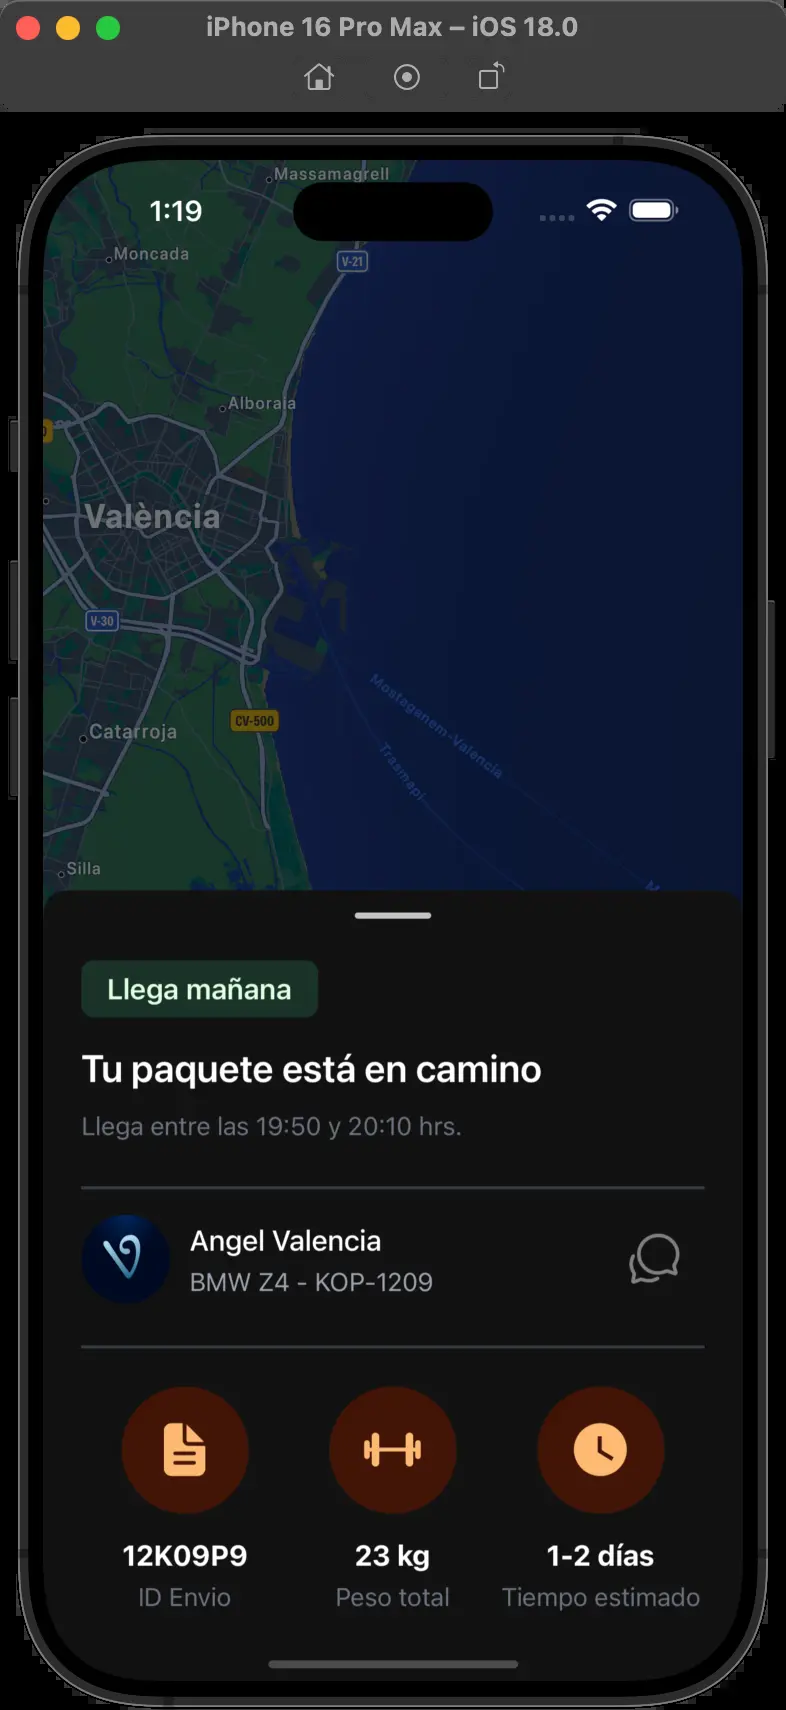 iPhone 16 Pro Max – iOS 18.0
Massamagrell
1:19
Moncada
V-21
Alboraia
València
V-30
CV-500
Mostaganem-Valencia
Catarroja
Trasmapi
Silla
Llega mañana
Tu paquete está en camino
Llega entre las 19:50 y 20:10 hrs.
Angel Valencia
BMW Z4 - KOP-1209
12K09P9
23 kg
1-2 días
ID Envio
Peso total
Tiempo estimado